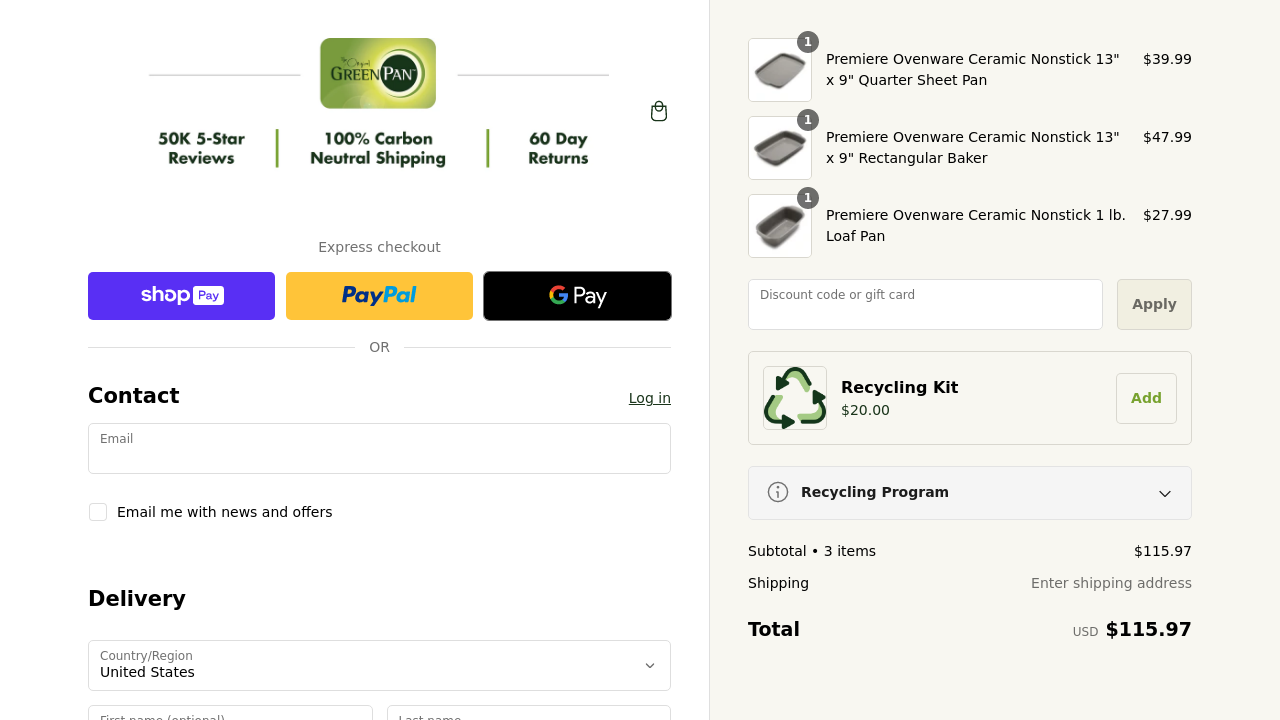 The Original
GREENPAN™
50K 5-Star
Reviews
100% Carbon
Neutral Shipping
60 Day
Returns
Express checkout
shop Pay
PayPal
G Pay
OR
Contact
Log in
Email
Email me with news and offers
Delivery
Country/Region
United States
First name (optional)
Last name
1
Premiere Ovenware Ceramic Nonstick 13"
x 9" Quarter Sheet Pan
$39.99
1
Premiere Ovenware Ceramic Nonstick 13"
x 9" Rectangular Baker
$47.99
1
Premiere Ovenware Ceramic Nonstick 1 lb.
Loaf Pan
$27.99
Discount code or gift card
Apply
Recycling Kit
$20.00
Add
Recycling Program
Subtotal • 3 items
$115.97
Shipping
Enter shipping address
Total
USD $115.97